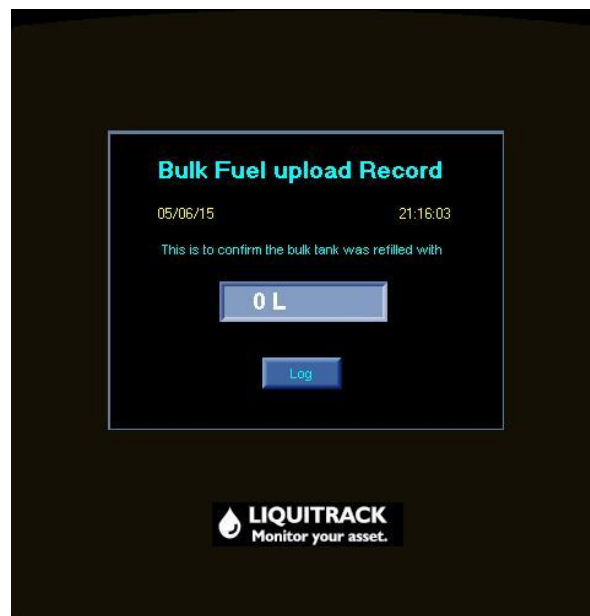 Bulk Fuel upload Record
05/06/15 21:16:03
This is to confirm the bulk tank was refilled with
0 L
Log
LIQUITRACK
Monitor your asset.